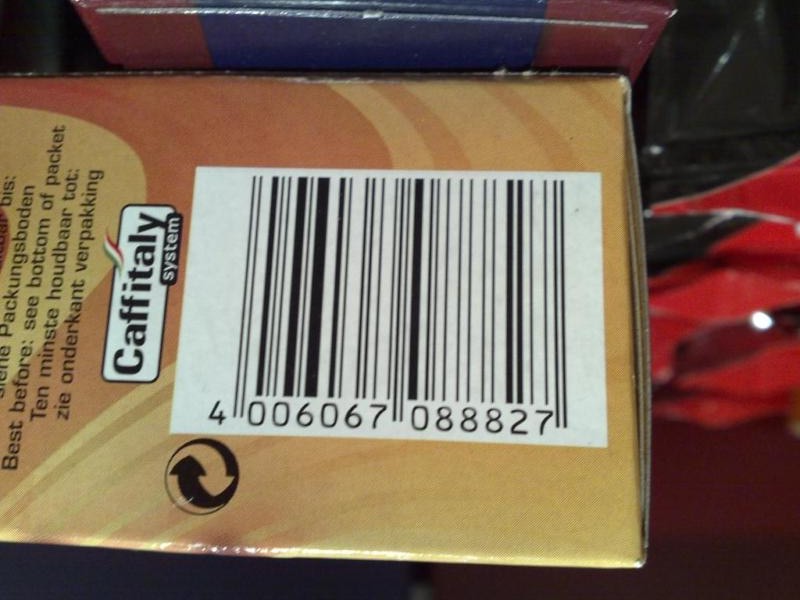 bis:
Packungsboden
Best before: see bottom of packet
Ten minste houdbaar tot:
zie onderkant verpakking
Caffitaly
system
4 006067 088827